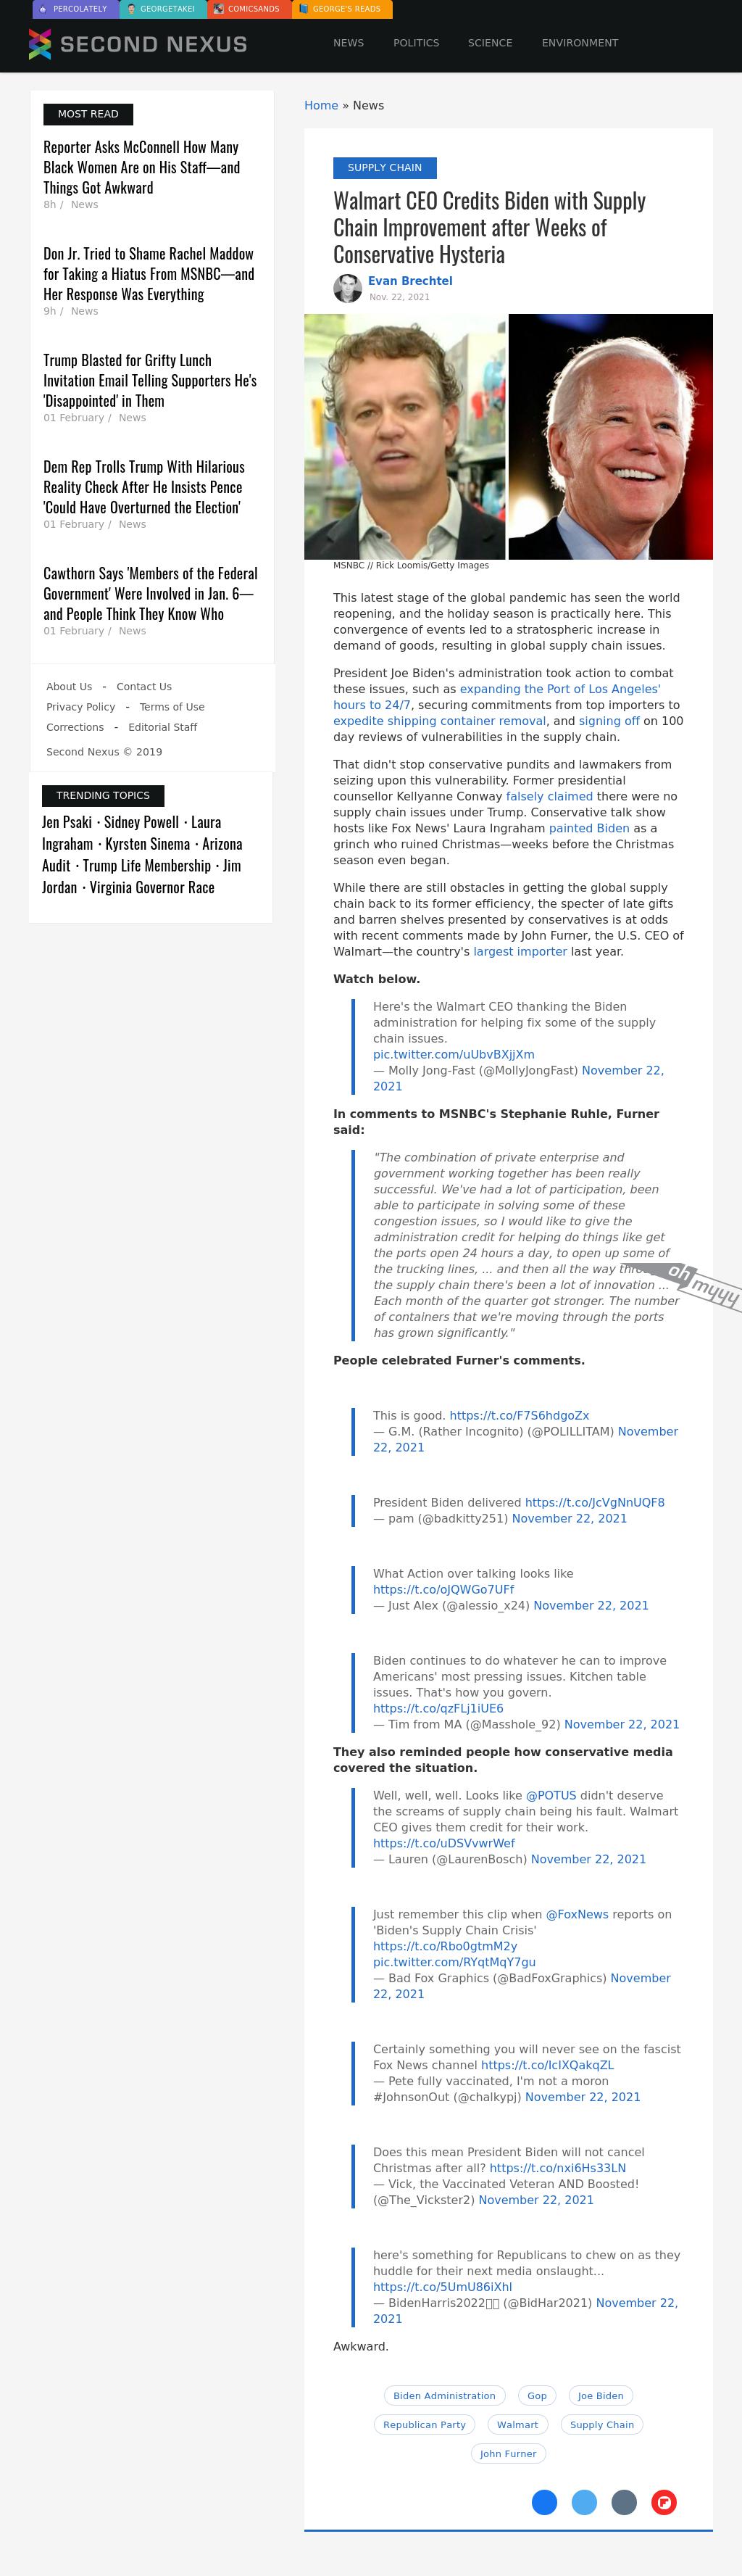 PERCOLATELY GEORGETAKEI COMICSANDS GEORGE'S READS
SECOND NEXUS
NEWS POLITICS SCIENCE ENVIRONMENT
MOST READ
Reporter Asks McConnell How Many
Black Women Are on His Staff—and
Things Got Awkward
8h / News
Don Jr. Tried to Shame Rachel Maddow
for Taking a Hiatus From MSNBC—and
Her Response Was Everything
9h / News
Trump Blasted for Grifty Lunch
Invitation Email Telling Supporters He's
'Disappointed' in Them
01 February / News
Dem Rep Trolls Trump With Hilarious
Reality Check After He Insists Pence
'Could Have Overturned the Election'
01 February / News
Cawthorn Says 'Members of the Federal
Government' Were Involved in Jan. 6—
and People Think They Know Who
01 February / News
About Us - Contact Us
Privacy Policy - Terms of Use
Corrections - Editorial Staff
Second Nexus © 2019
TRENDING TOPICS
Jen Psaki · Sidney Powell · Laura
Ingraham · Kyrsten Sinema · Arizona
Audit · Trump Life Membership · Jim
Jordan · Virginia Governor Race
Home » News
SUPPLY CHAIN
Walmart CEO Credits Biden with Supply
Chain Improvement after Weeks of
Conservative Hysteria
Evan Brechtel
Nov. 22, 2021
MSNBC // Rick Loomis/Getty Images
This latest stage of the global pandemic has seen the world
reopening, and the holiday season is practically here. This
convergence of events led to a stratospheric increase in
demand of goods, resulting in global supply chain issues.
President Joe Biden's administration took action to combat
these issues, such as expanding the Port of Los Angeles'
hours to 24/7, securing commitments from top importers to
expedite shipping container removal, and signing off on 100
day reviews of vulnerabilities in the supply chain.
That didn't stop conservative pundits and lawmakers from
seizing upon this vulnerability. Former presidential
counsellor Kellyanne Conway falsely claimed there were no
supply chain issues under Trump. Conservative talk show
hosts like Fox News' Laura Ingraham painted Biden as a
grinch who ruined Christmas—weeks before the Christmas
season even began.
While there are still obstacles in getting the global supply
chain back to its former efficiency, the specter of late gifts
and barren shelves presented by conservatives is at odds
with recent comments made by John Furner, the U.S. CEO of
Walmart—the country's largest importer last year.
Watch below.
Here's the Walmart CEO thanking the Biden
administration for helping fix some of the supply
chain issues.
pic.twitter.com/uUbvBXjjXm
— Molly Jong-Fast (@MollyJongFast) November 22,
2021
In comments to MSNBC's Stephanie Ruhle, Furner
said:
"The combination of private enterprise and
government working together has been really
successful. We've had a lot of participation, been
able to participate in solving some of these
congestion issues, so I would like to give the
administration credit for helping do things like get
the ports open 24 hours a day, to open up some of
the trucking lines, ... and then all the way through
the supply chain there's been a lot of innovation ...
Each month of the quarter got stronger. The number
of containers that we're moving through the ports
has grown significantly."
oh myyy
People celebrated Furner's comments.
This is good. https://t.co/F7S6hdgoZx
— G.M. (Rather Incognito) (@POLILLITAM) November
22, 2021
President Biden delivered https://t.co/JcVgNnUQF8
— pam (@badkitty251) November 22, 2021
What Action over talking looks like
https://t.co/oJQWGo7UFf
— Just Alex (@alessio_x24) November 22, 2021
Biden continues to do whatever he can to improve
Americans' most pressing issues. Kitchen table
issues. That's how you govern.
https://t.co/qzFLj1iUE6
— Tim from MA (@Masshole_92) November 22, 2021
They also reminded people how conservative media
covered the situation.
Well, well, well. Looks like @POTUS didn't deserve
the screams of supply chain being his fault. Walmart
CEO gives them credit for their work.
https://t.co/uDSVvwrWef
— Lauren (@LaurenBosch) November 22, 2021
Just remember this clip when @FoxNews reports on
'Biden's Supply Chain Crisis'
https://t.co/Rbo0gtmM2y
pic.twitter.com/RYqtMqY7gu
— Bad Fox Graphics (@BadFoxGraphics) November
22, 2021
Certainly something you will never see on the fascist
Fox News channel https://t.co/IclXQakqZL
— Pete fully vaccinated, I'm not a moron
#JohnsonOut (@chalkypj) November 22, 2021
Does this mean President Biden will not cancel
Christmas after all? https://t.co/nxi6Hs33LN
— Vick, the Vaccinated Veteran AND Boosted!
(@The_Vickster2) November 22, 2021
here's something for Republicans to chew on as they
huddle for their next media onslaught...
https://t.co/5UmU86iXhI
— BidenHarris2022 (@BidHar2021) November 22,
2021
Awkward.
Biden Administration Gop Joe Biden
Republican Party Walmart Supply Chain
John Furner